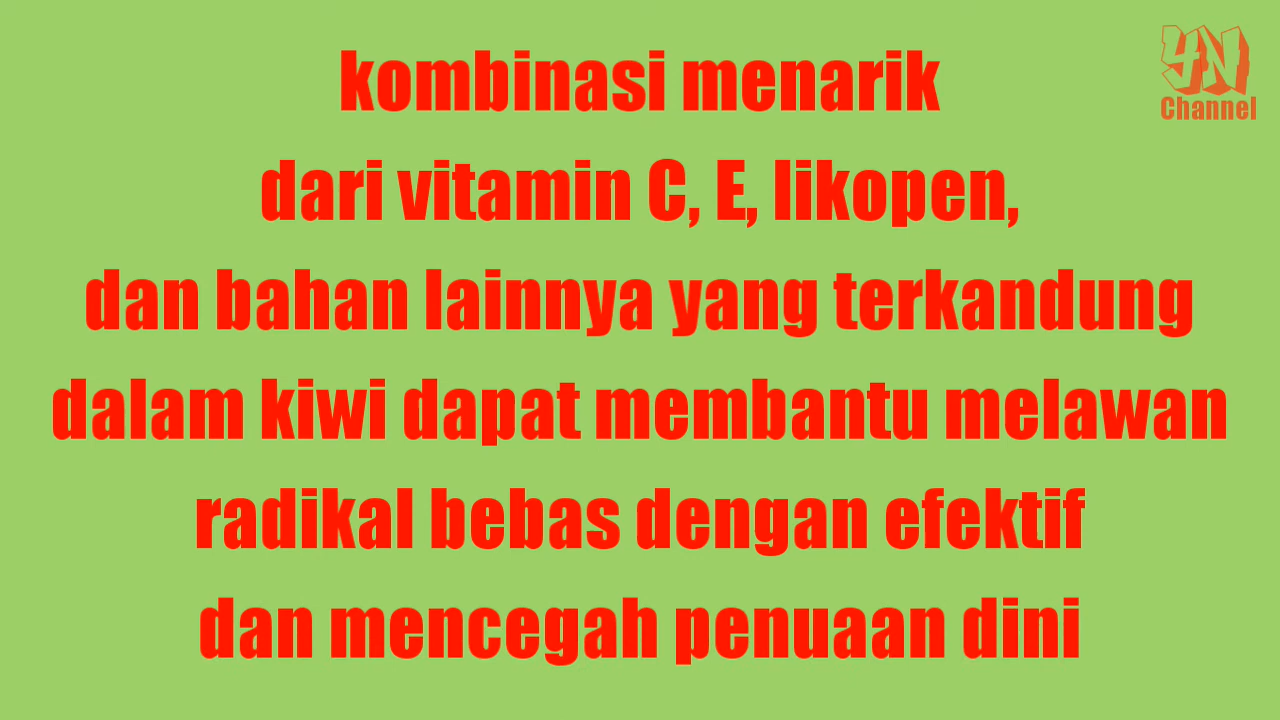 kombinasi menarik
dari vitamin C, E, likopen,
dan bahan lainnya yang terkandung
dalam kiwi dapat membantu melawan
radikal bebas dengan efektif
dan mencegah penuaan dini
YN
Channel